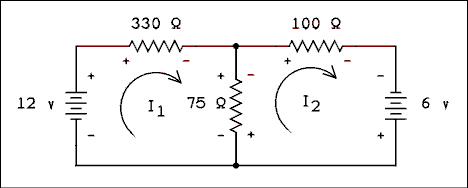 330 Ω 100 Ω
+ - + -
+ + - -
12 v I1 75 Ω I2 6 v
- - + +